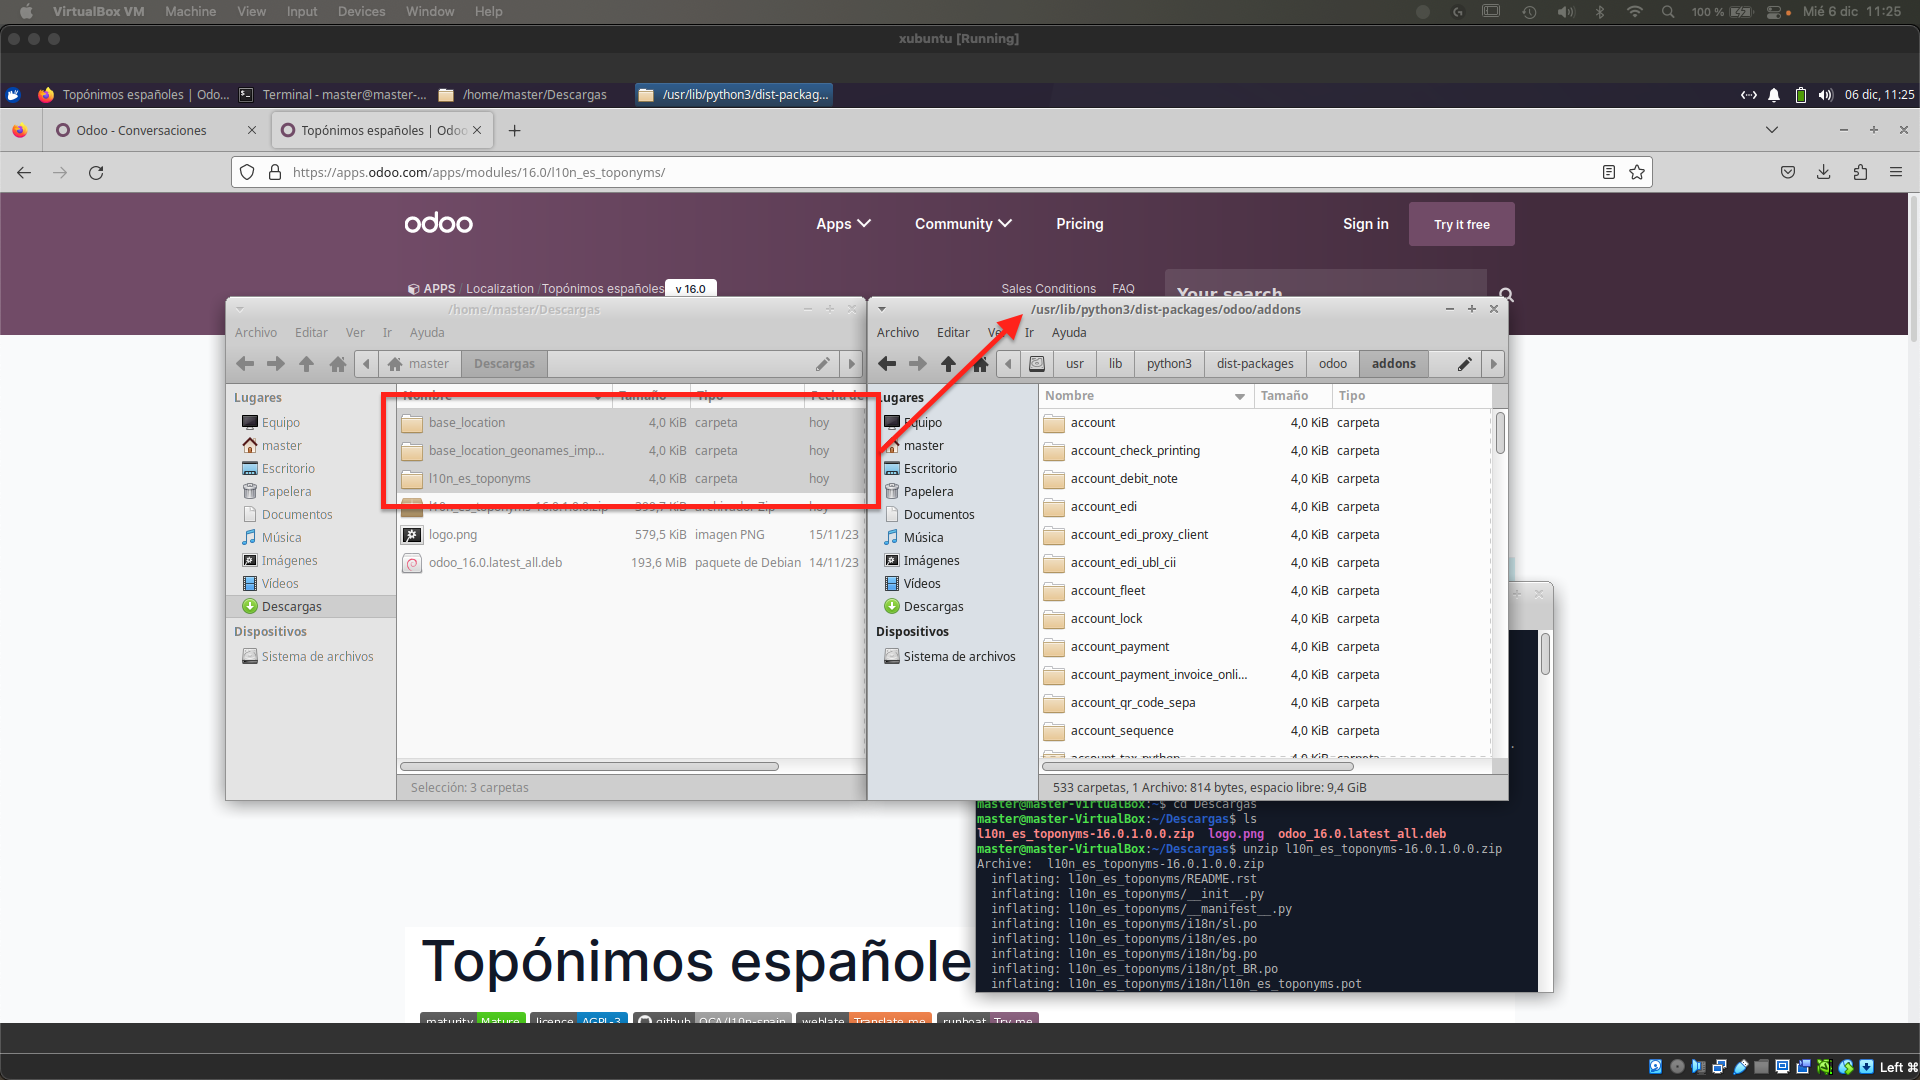 VirtualBox VM Machine View Input Devices Window Help
100 % Mié 6 dic 11:25
xubuntu [Running]
Topónimos españoles | Odo... Terminal - master@master-... /home/master/Descargas /usr/lib/python3/dist-packag...
06 dic, 11:25
Odoo - Conversaciones
Topónimos españoles | Odoo
https://apps.odoo.com/apps/modules/16.0/l10n_es_toponyms/
odoo
Apps Community Pricing
Sign in Try it free
APPS / Localization / Topónimos españoles v 16.0
Sales Conditions FAQ
Your search
/home/master/Descargas
Archivo Editar Ver Ir Ayuda
master Descargas
Lugares
Equipo
master
Escritorio
Papelera
Documentos
Música
Imágenes
Vídeos
Descargas
Dispositivos
Sistema de archivos
Nombre Tamaño Tipo Fecha de
base_location 4,0 KiB carpeta hoy
base_location_geonames_imp... 4,0 KiB carpeta hoy
l10n_es_toponyms 4,0 KiB carpeta hoy
l10n_es_toponyms-16.0.1.0.0.zip 399,7 KiB archivador Zip hoy
logo.png 579,5 KiB imagen PNG 15/11/23
odoo_16.0.latest_all.deb 193,6 MiB paquete de Debian 14/11/23
Selección: 3 carpetas
/usr/lib/python3/dist-packages/odoo/addons
Archivo Editar Ver Ir Ayuda
usr lib python3 dist-packages odoo addons
Lugares
Equipo
master
Escritorio
Papelera
Documentos
Música
Imágenes
Vídeos
Descargas
Dispositivos
Sistema de archivos
Nombre Tamaño Tipo
account 4,0 KiB carpeta
account_check_printing 4,0 KiB carpeta
account_debit_note 4,0 KiB carpeta
account_edi 4,0 KiB carpeta
account_edi_proxy_client 4,0 KiB carpeta
account_edi_ubl_cii 4,0 KiB carpeta
account_fleet 4,0 KiB carpeta
account_lock 4,0 KiB carpeta
account_payment 4,0 KiB carpeta
account_payment_invoice_onli... 4,0 KiB carpeta
account_qr_code_sepa 4,0 KiB carpeta
account_sequence 4,0 KiB carpeta
account_tax_python 4,0 KiB carpeta
533 carpetas, 1 Archivo: 814 bytes, espacio libre: 9,4 GiB
master@master-VirtualBox:~$ cd Descargas
master@master-VirtualBox:~/Descargas$ ls
l10n_es_toponyms-16.0.1.0.0.zip logo.png odoo_16.0.latest_all.deb
master@master-VirtualBox:~/Descargas$ unzip l10n_es_toponyms-16.0.1.0.0.zip
Archive: l10n_es_toponyms-16.0.1.0.0.zip
inflating: l10n_es_toponyms/README.rst
inflating: l10n_es_toponyms/__init__.py
inflating: l10n_es_toponyms/__manifest__.py
inflating: l10n_es_toponyms/i18n/sl.po
inflating: l10n_es_toponyms/i18n/es.po
inflating: l10n_es_toponyms/i18n/bg.po
inflating: l10n_es_toponyms/i18n/pt_BR.po
inflating: l10n_es_toponyms/i18n/l10n_es_toponyms.pot
Topónimos españole
maturity Mature licence AGPL-3 github OCA/l10n-spain weblate Translate me runboat Try me
Left ⌘